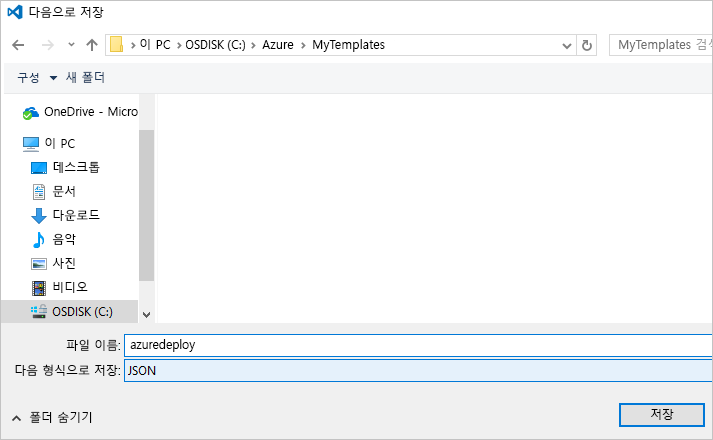 다음으로 저장
이 PC › OSDISK (C:) › Azure › MyTemplates
MyTemplates 검색
구성 새 폴더
OneDrive - Micro
이 PC
데스크톱
문서
다운로드
음악
사진
비디오
OSDISK (C:)
파일 이름: azuredeploy
다음 형식으로 저장: JSON
폴더 숨기기
저장